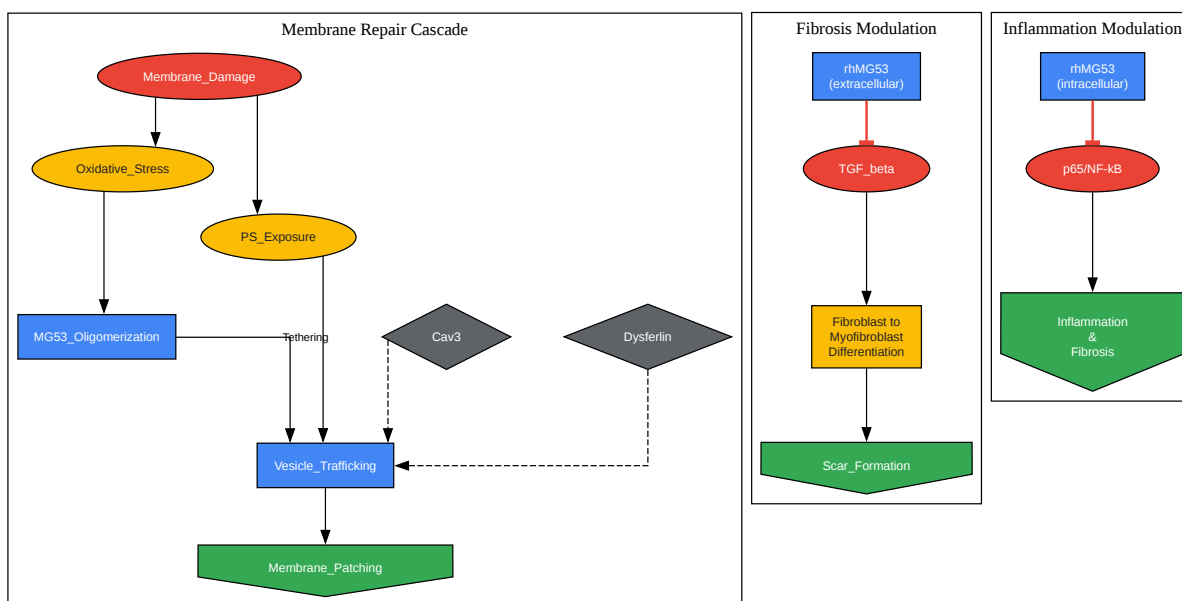 Membrane Repair Cascade
Membrane_Damage
Oxidative_Stress
PS_Exposure
MG53_Oligomerization
Tethering
Cav3
Dysferlin
Vesicle_Trafficking
Membrane_Patching
Fibrosis Modulation
rhMG53
(extracellular)
TGF_beta
Fibroblast to
Myofibroblast
Differentiation
Scar_Formation
Inflammation Modulation
rhMG53
(intracellular)
p65/NF-kB
Inflammation
&
Fibrosis